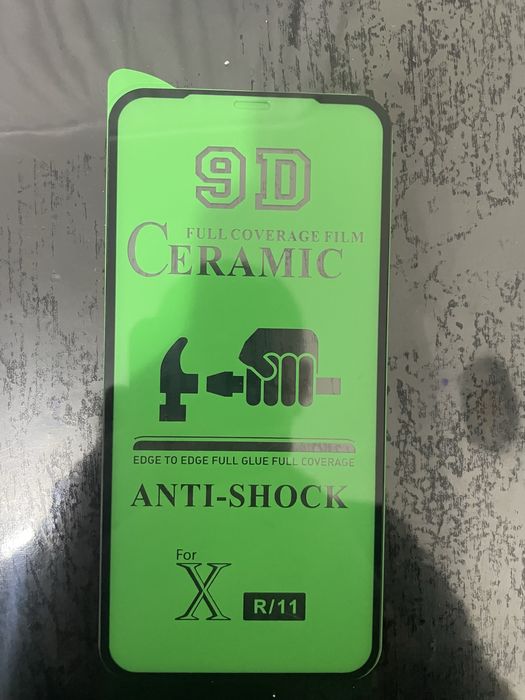 9D
FULL COVERAGE FILM
CERAMIC
EDGE TO EDGE FULL GLUE FULL COVERAGE
ANTI-SHOCK
For
X R/11